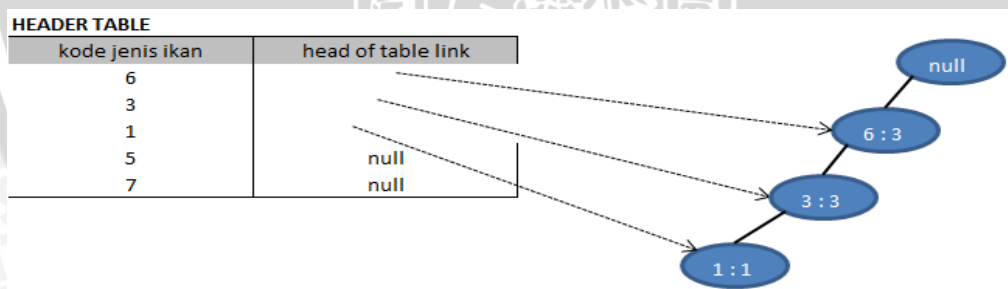 HEADER TABLE
kode jenis ikan head of table link
6
3
1
5 null
7 null
null
6 : 3
3 : 3
1 : 1